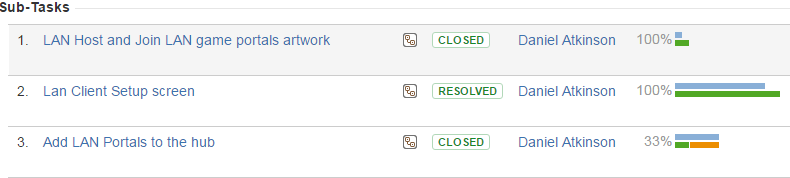 Sub-Tasks
1. LAN Host and Join LAN game portals artwork CLOSED Daniel Atkinson 100%
2. Lan Client Setup screen RESOLVED Daniel Atkinson 100%
3. Add LAN Portals to the hub CLOSED Daniel Atkinson 33%